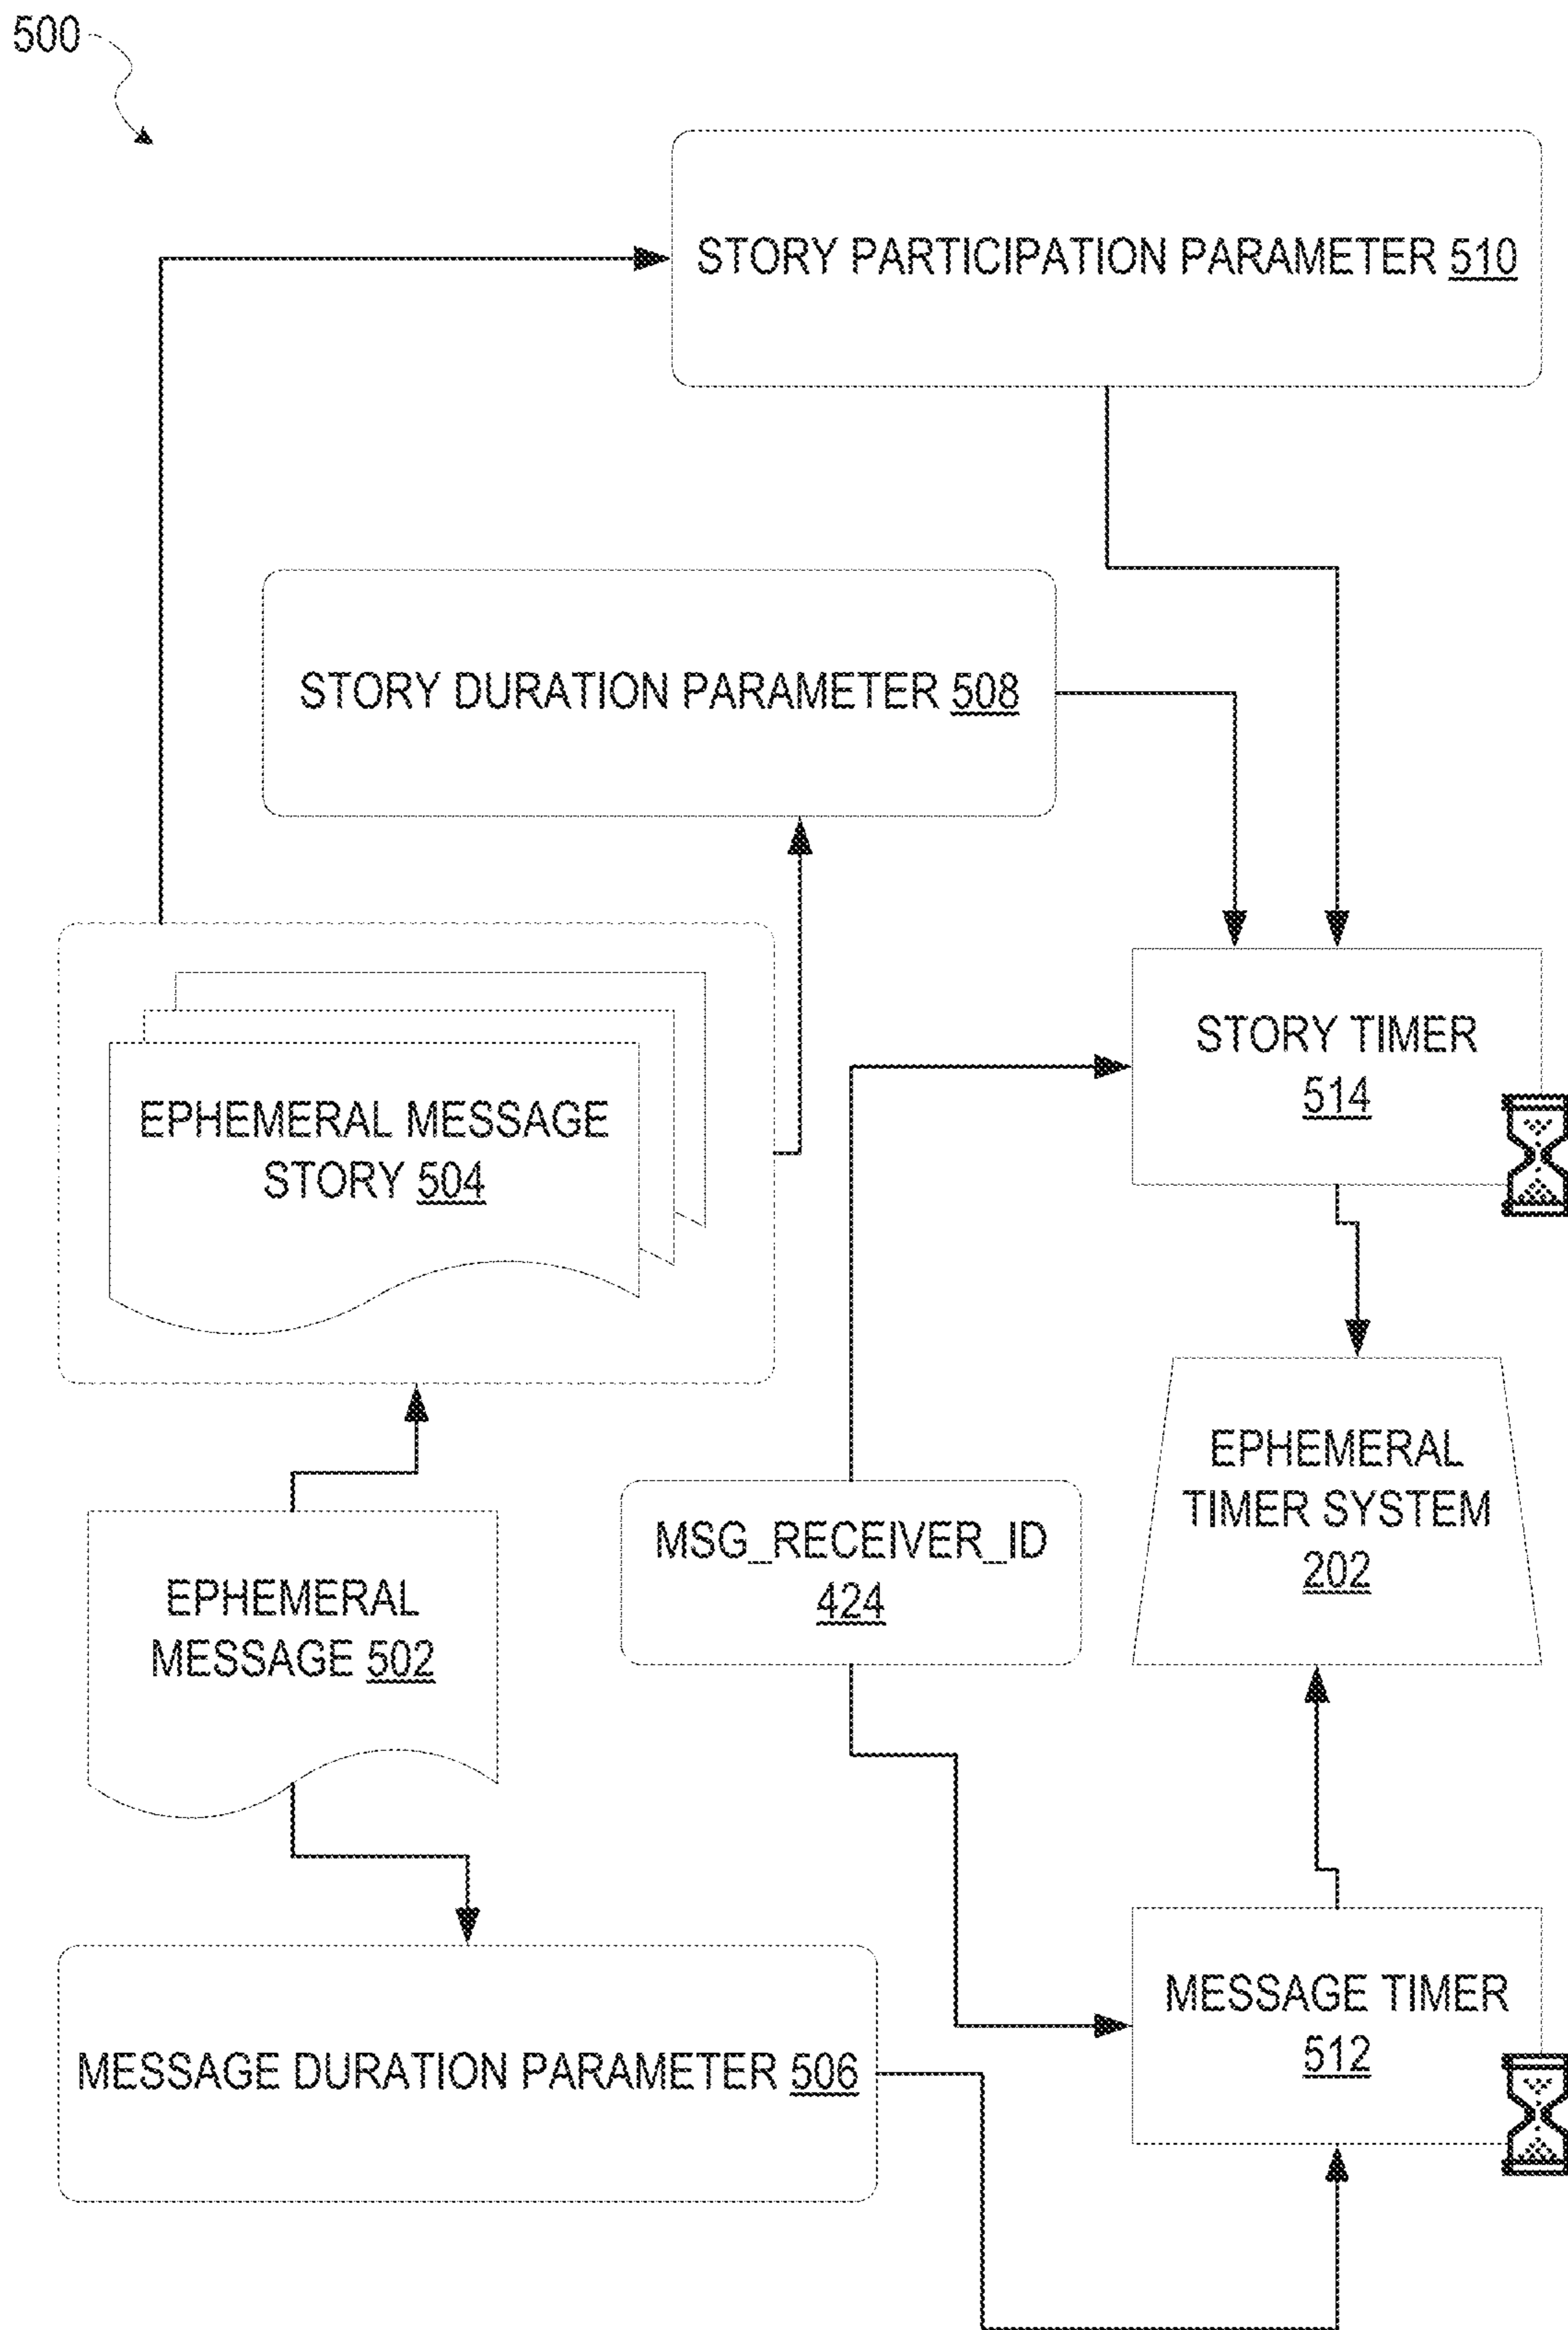 500
STORY PARTICIPATION PARAMETER 510
STORY DURATION PARAMETER 508
STORY TIMER
514
EPHEMERAL MESSAGE
STORY 504
EPHEMERAL
TIMER SYSTEM
202
MSG_RECEIVER_ID
424
EPHEMERAL
MESSAGE 502
MESSAGE TIMER
512
MESSAGE DURATION PARAMETER 506